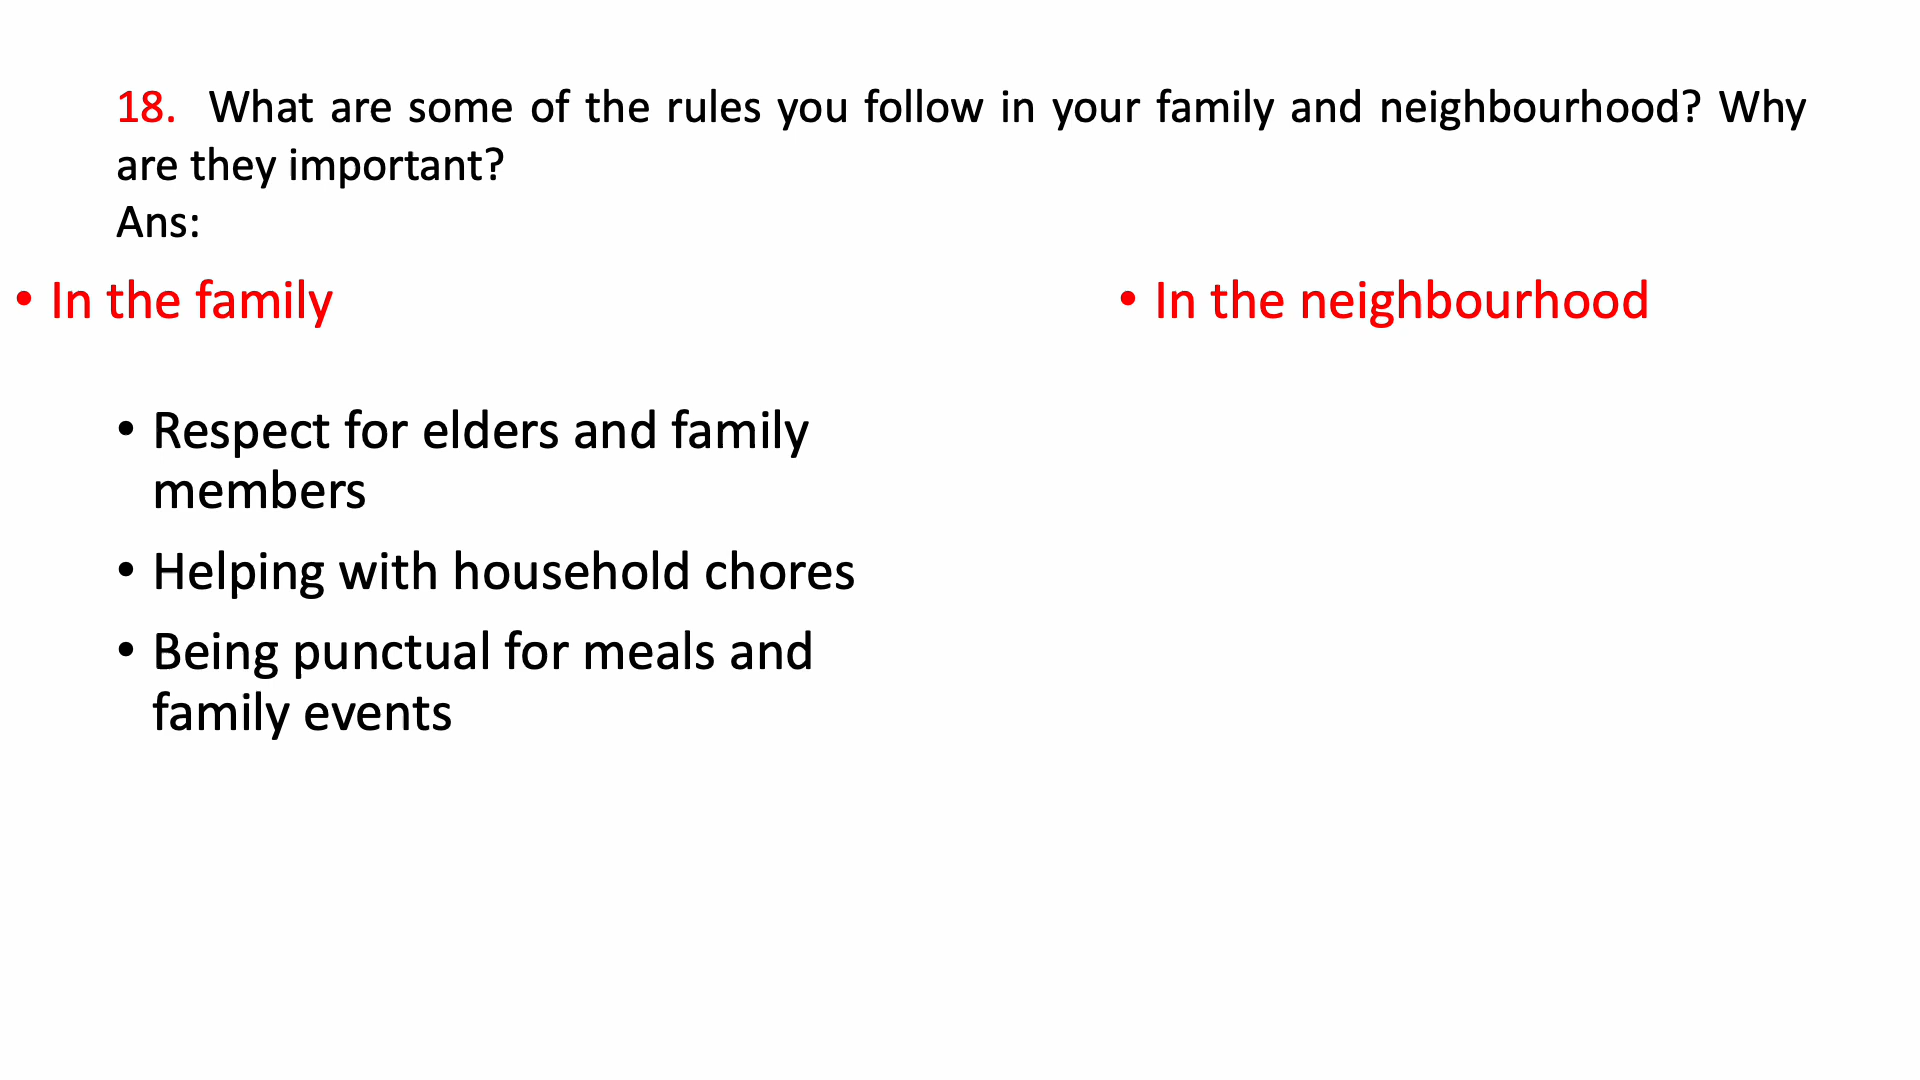 18. What are some of the rules you follow in your family and neighbourhood? Why
are they important?
Ans:
• In the family
• In the neighbourhood
• Respect for elders and family
members
• Helping with household chores
• Being punctual for meals and
family events